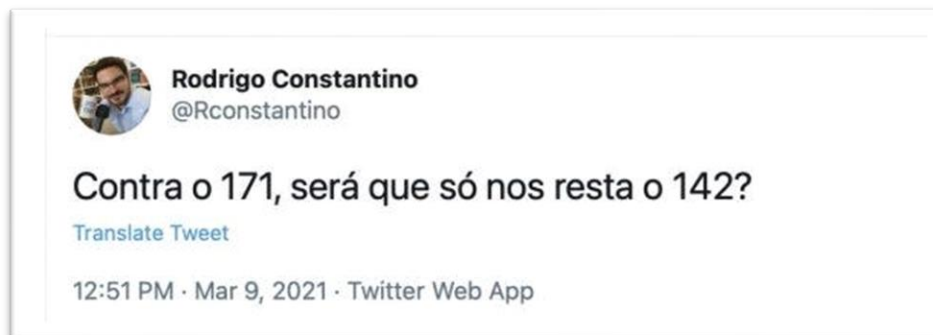 Rodrigo Constantino
@Rconstantino
Contra o 171, será que só nos resta o 142?
Translate Tweet
12:51 PM · Mar 9, 2021 · Twitter Web App